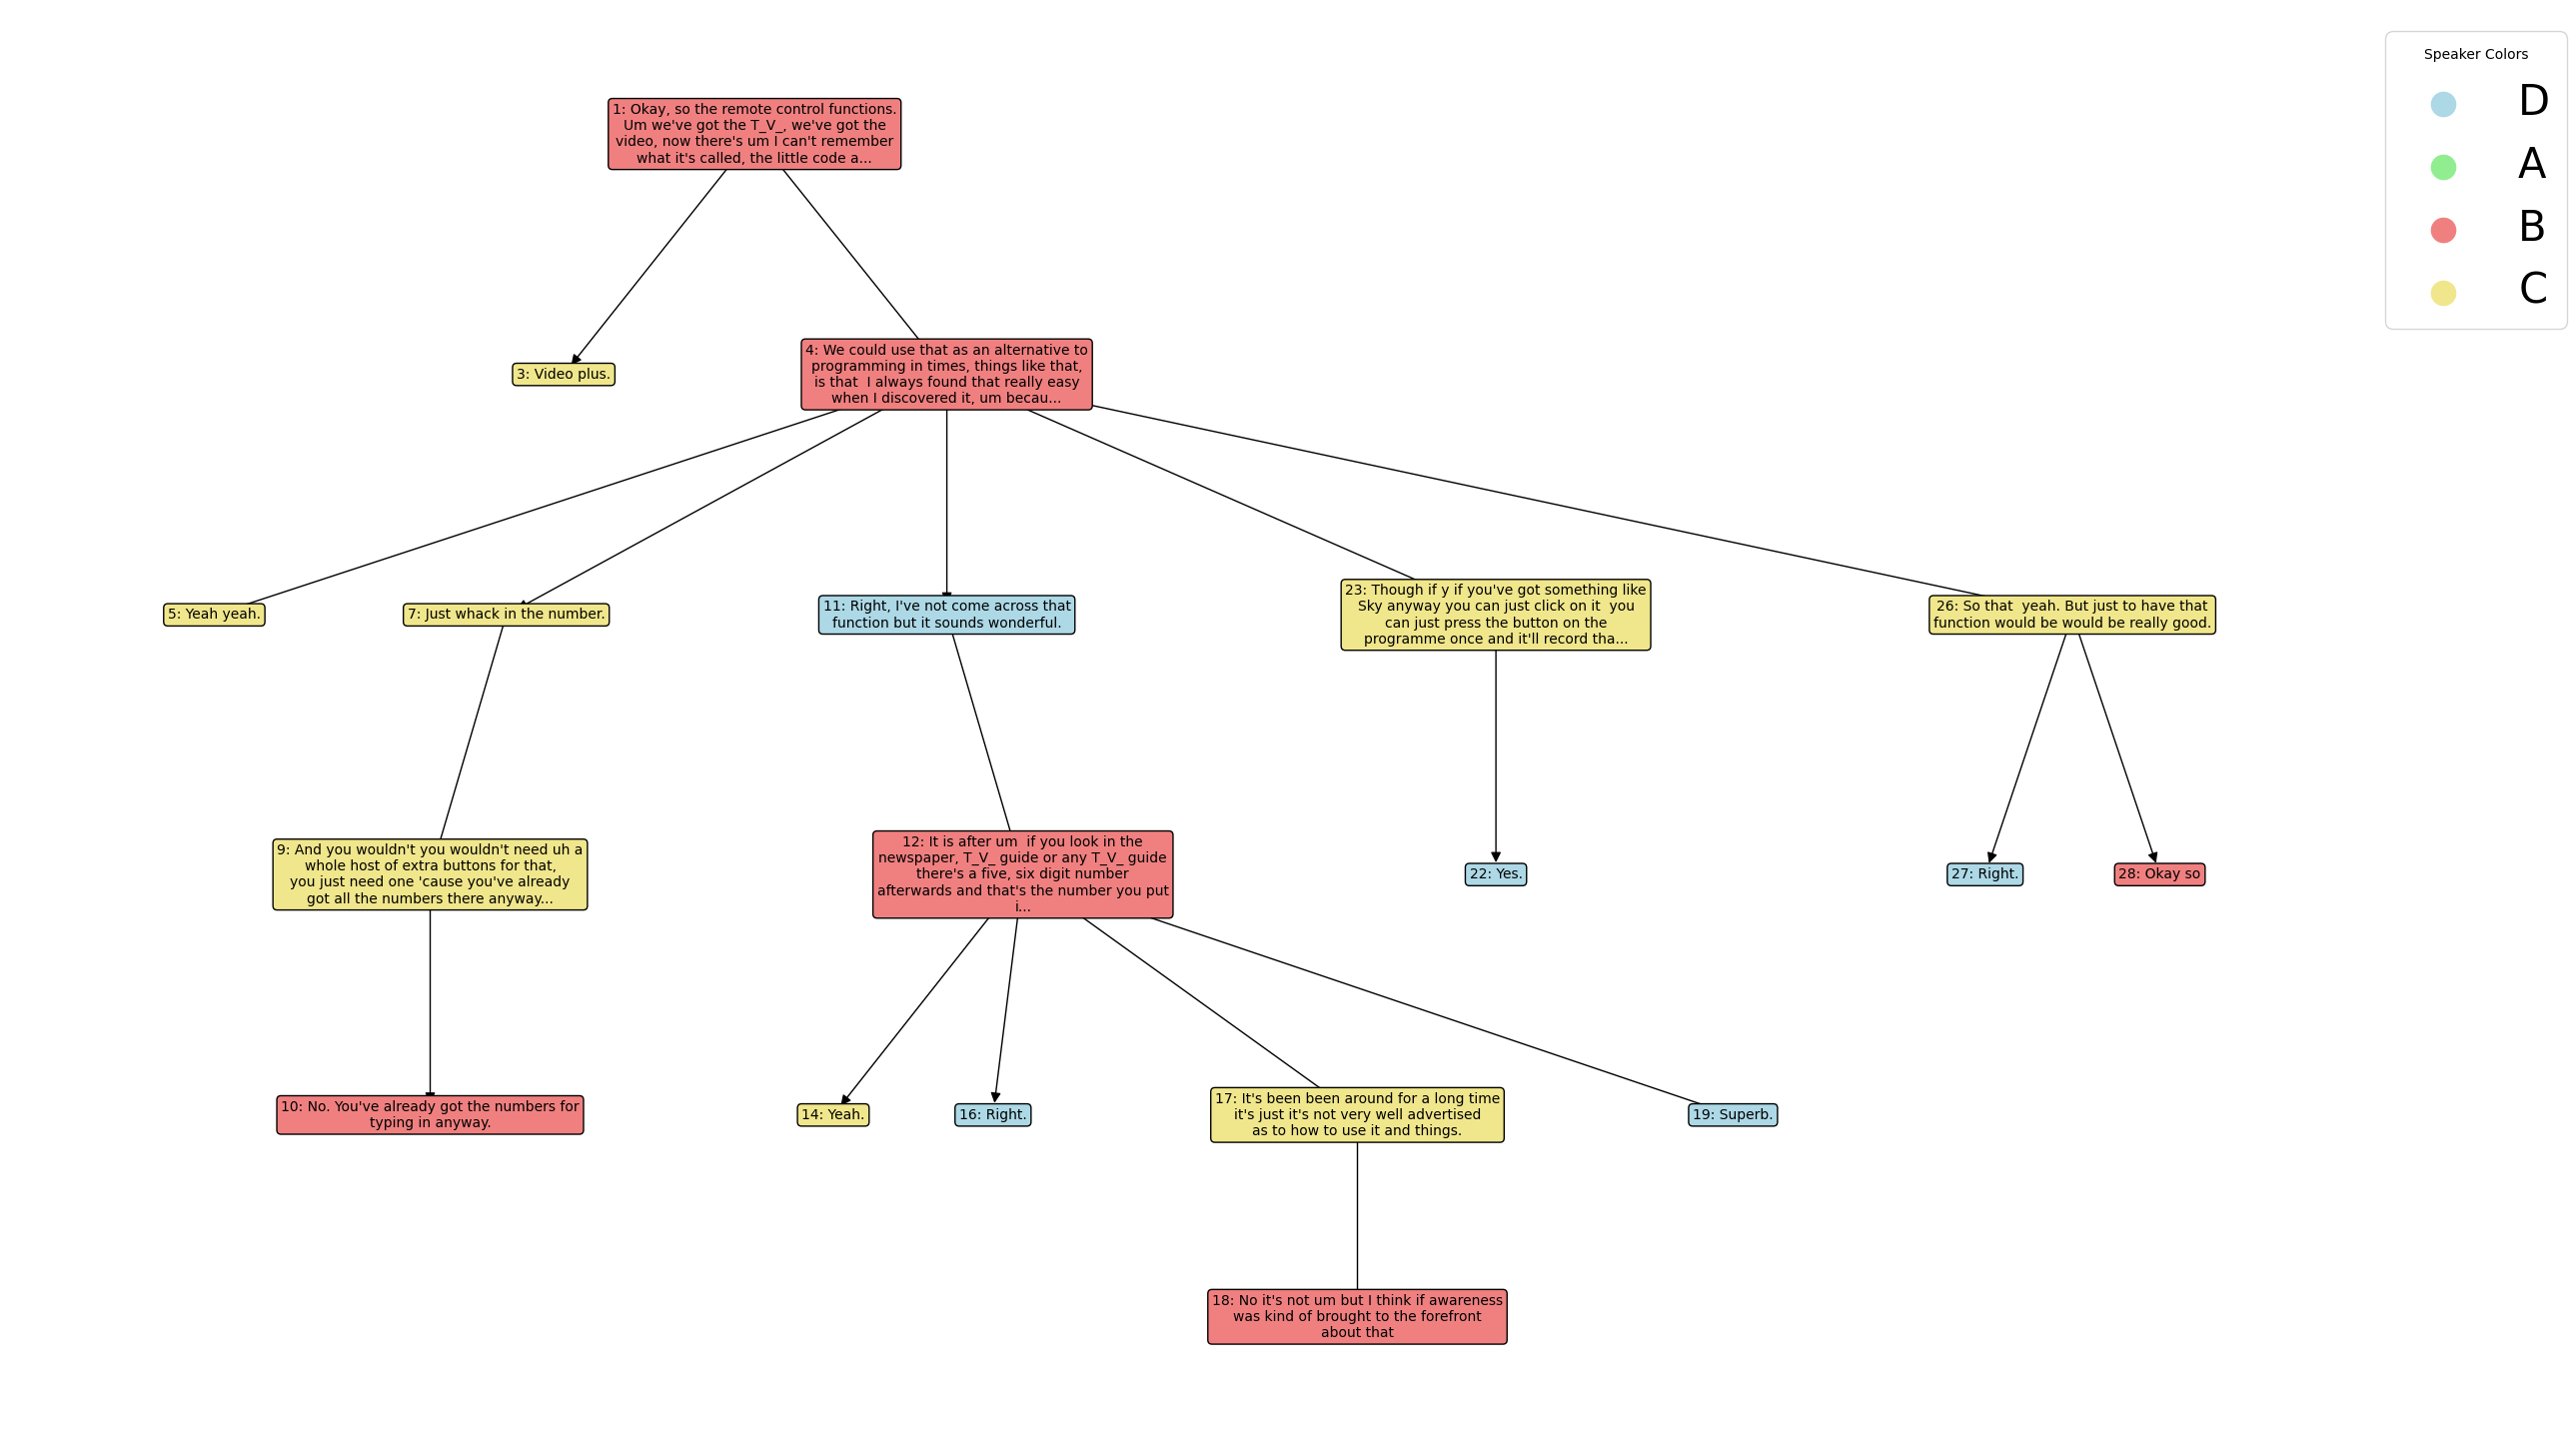 Speaker Colors
D
A
B
C
1: Okay, so the remote control functions.
Um we've got the T_V_, we've got the
video, now there's um I can't remember
what it's called, the little code a...
3: Video plus.
4: We could use that as an alternative to
programming in times, things like that,
is that  I always found that really easy
when I discovered it, um becau...
5: Yeah yeah.
7: Just whack in the number.
11: Right, I've not come across that
function but it sounds wonderful.
23: Though if y if you've got something like
Sky anyway you can just click on it  you
can just press the button on the
programme once and it'll record tha...
26: So that  yeah. But just to have that
function would be would be really good.
9: And you wouldn't you wouldn't need uh a
whole host of extra buttons for that,
you just need one 'cause you've already
got all the numbers there anyway...
12: It is after um  if you look in the
newspaper, T_V_ guide or any T_V_ guide
there's a five, six digit number
afterwards and that's the number you put
i...
22: Yes.
27: Right.
28: Okay so
10: No. You've already got the numbers for
typing in anyway.
14: Yeah.
16: Right.
17: It's been been around for a long time
it's just it's not very well advertised
as to how to use it and things.
19: Superb.
18: No it's not um but I think if awareness
was kind of brought to the forefront
about that